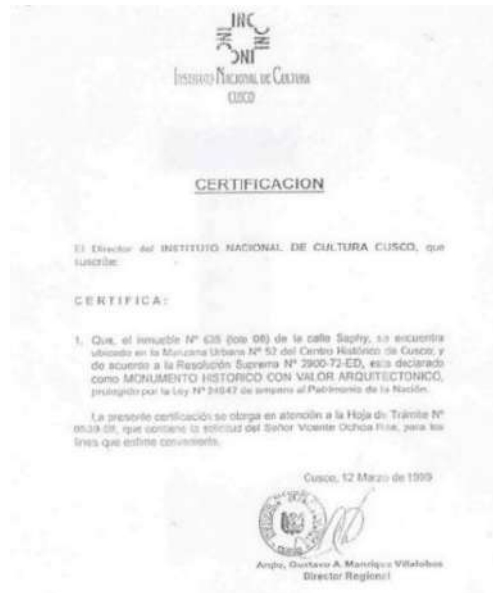 INC
INC
INC
INC
INSTITUTO NACIONAL DE CULTURA
CUSCO
CERTIFICACION
El Director del INSTITUTO NACIONAL DE CULTURA CUSCO, que
suscribe:
CERTIFICA:
1. Que, el inmueble Nº 635 (lote 08) de la calle Saphy, se encuentra
ubicado en la Manzana Urbana Nº 52 del Centro Histórico de Cusco; y
de acuerdo a la Resolución Suprema Nº 2900-72-ED, esta declarado
como MONUMENTO HISTORICO CON VALOR ARQUITECTONICO,
protegido por la Ley Nº 24047 de amparo al Patrimonio de la Nación.
La presente certificación se otorga en atención a la Hoja de Trámite Nº
que contiene la solicitud del Señor Vicente Ochoa para los
fines que estime conveniente.
Cusco, 12 Marzo de 1999
Arqto. Gustavo A. Manrique Villalobos
Director Regional